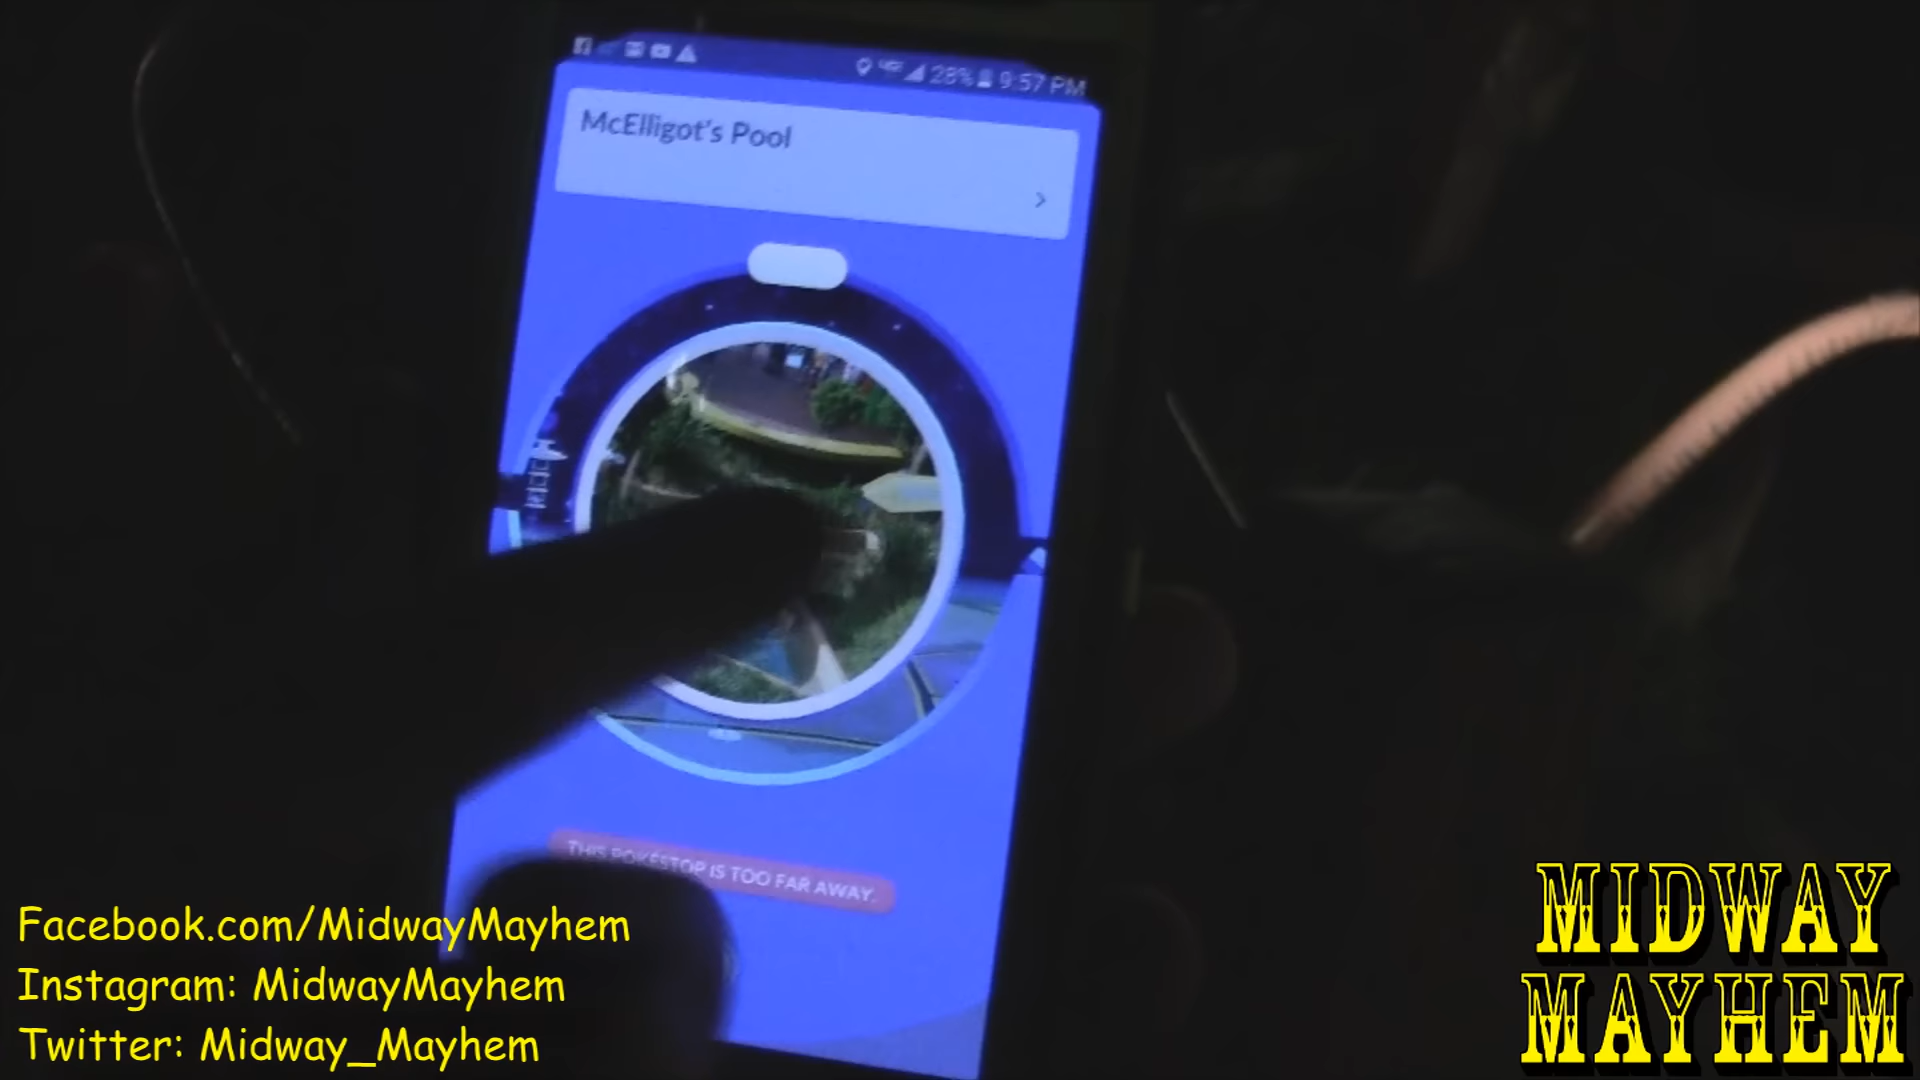 28% 9:57 PM
McElligot's Pool
THIS POKÉSTOP IS TOO FAR AWAY.
Facebook.com/MidwayMayhem
Instagram: MidwayMayhem
Twitter: Midway_Mayhem
MIDWAY
MAYHEM